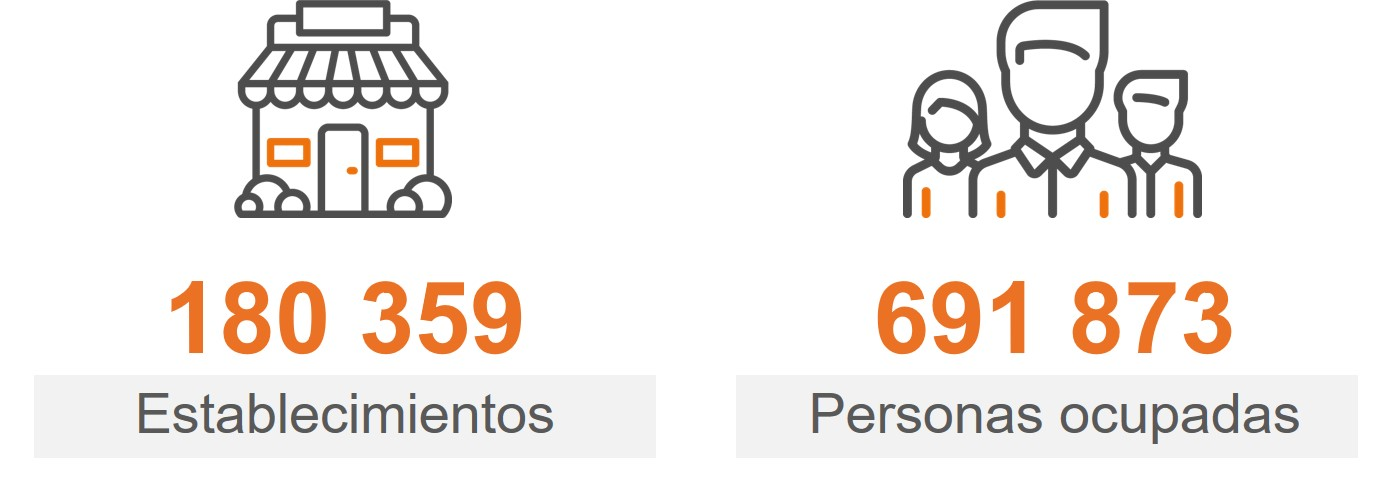 180 359
Establecimientos
691 873
Personas ocupadas